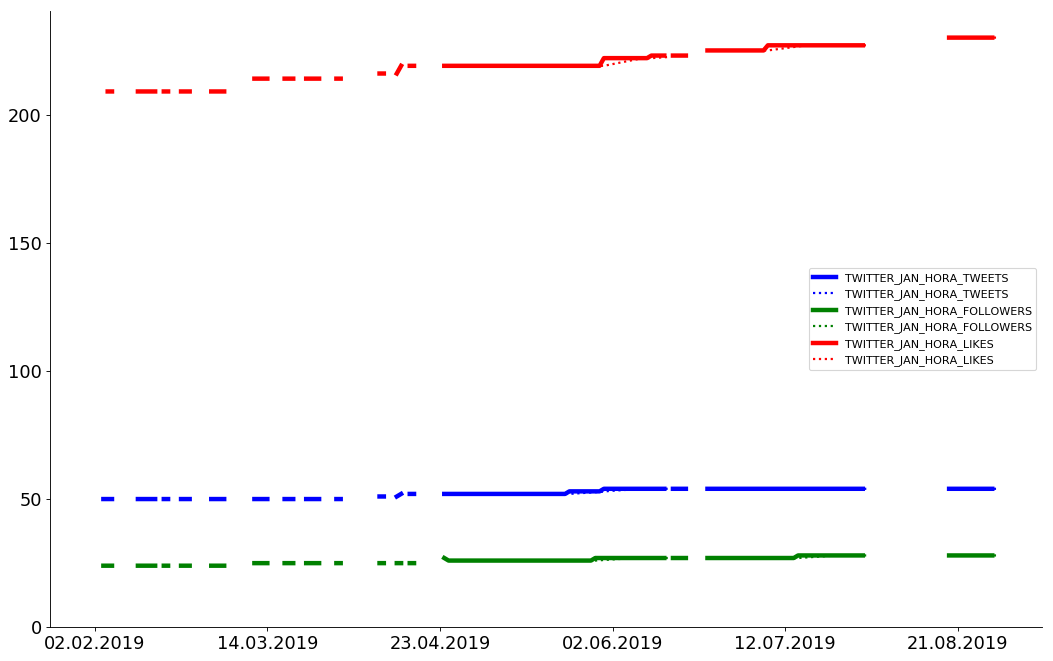 200
150
100
50
0
02.02.2019 14.03.2019 23.04.2019 02.06.2019 12.07.2019 21.08.2019
TWITTER_JAN_HORA_TWEETS
TWITTER_JAN_HORA_TWEETS
TWITTER_JAN_HORA_FOLLOWERS
TWITTER_JAN_HORA_FOLLOWERS
TWITTER_JAN_HORA_LIKES
TWITTER_JAN_HORA_LIKES